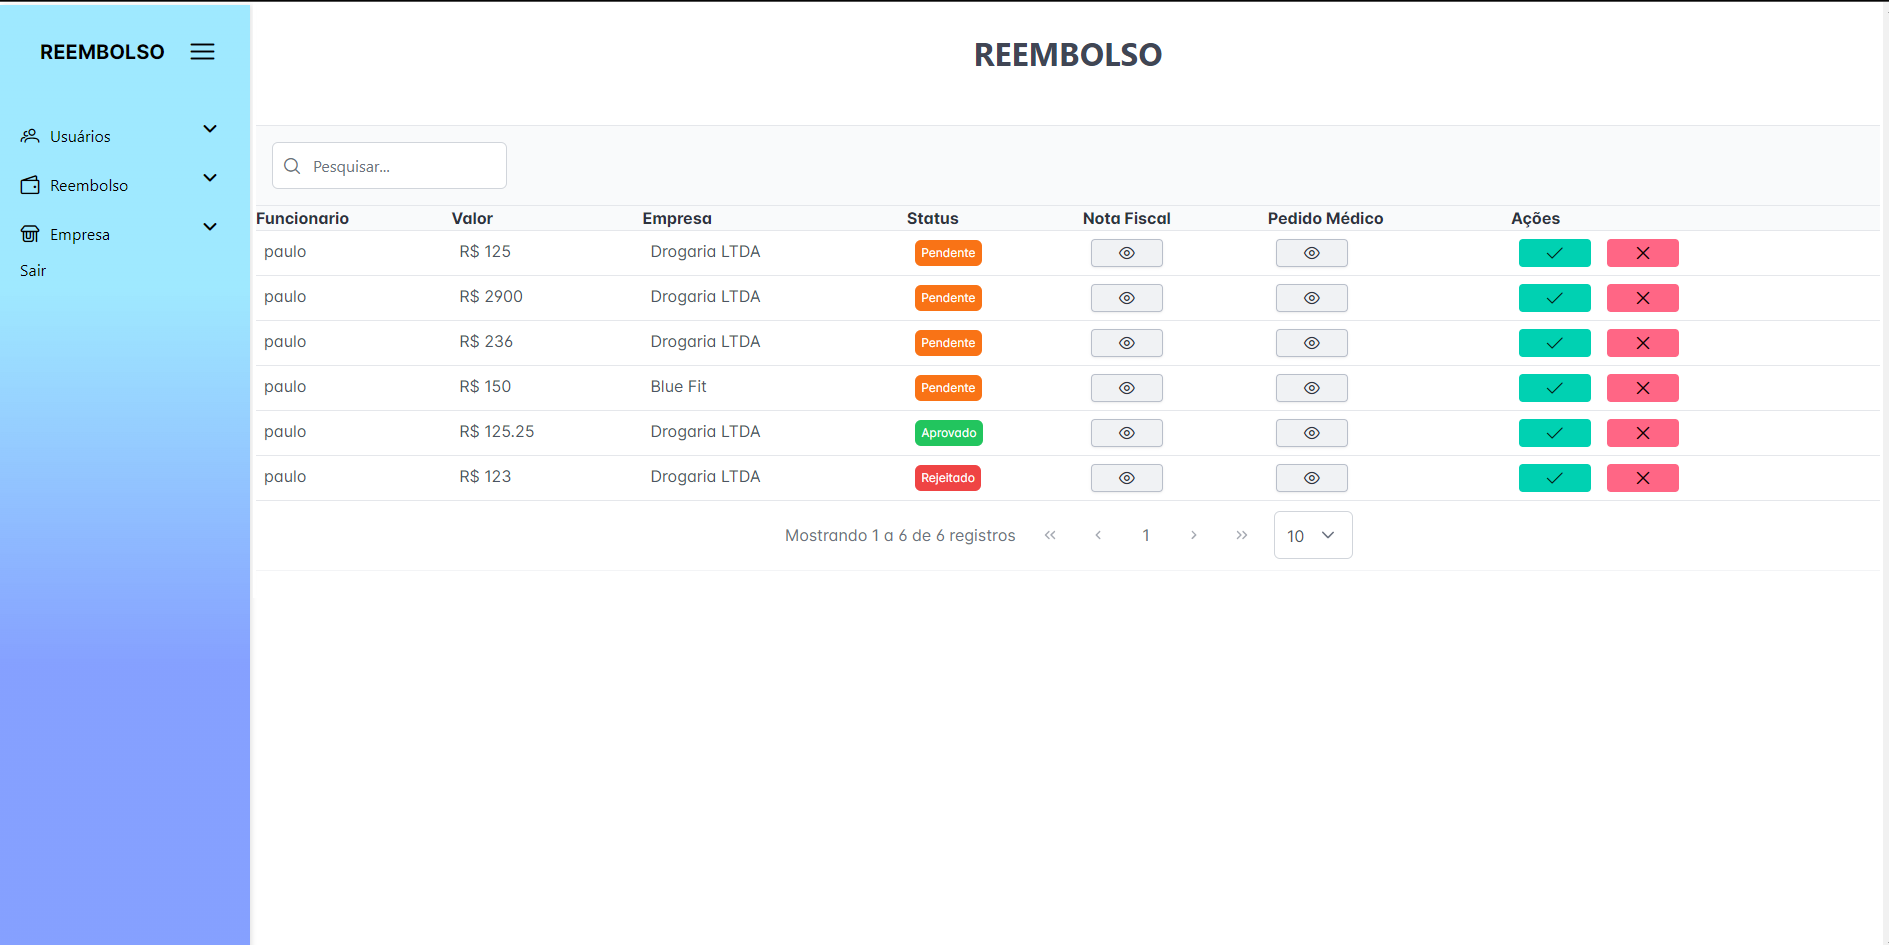 REEMBOLSO
Usuários
Reembolso
Empresa
Sair
REEMBOLSO
Pesquisar...
Funcionario Valor Empresa Status Nota Fiscal Pedido Médico Ações
paulo R$ 125 Drogaria LTDA Pendente
paulo R$ 2900 Drogaria LTDA Pendente
paulo R$ 236 Drogaria LTDA Pendente
paulo R$ 150 Blue Fit Pendente
paulo R$ 125.25 Drogaria LTDA Aprovado
paulo R$ 123 Drogaria LTDA Rejeitado
Mostrando 1 a 6 de 6 registros « ‹ 1 › » 10